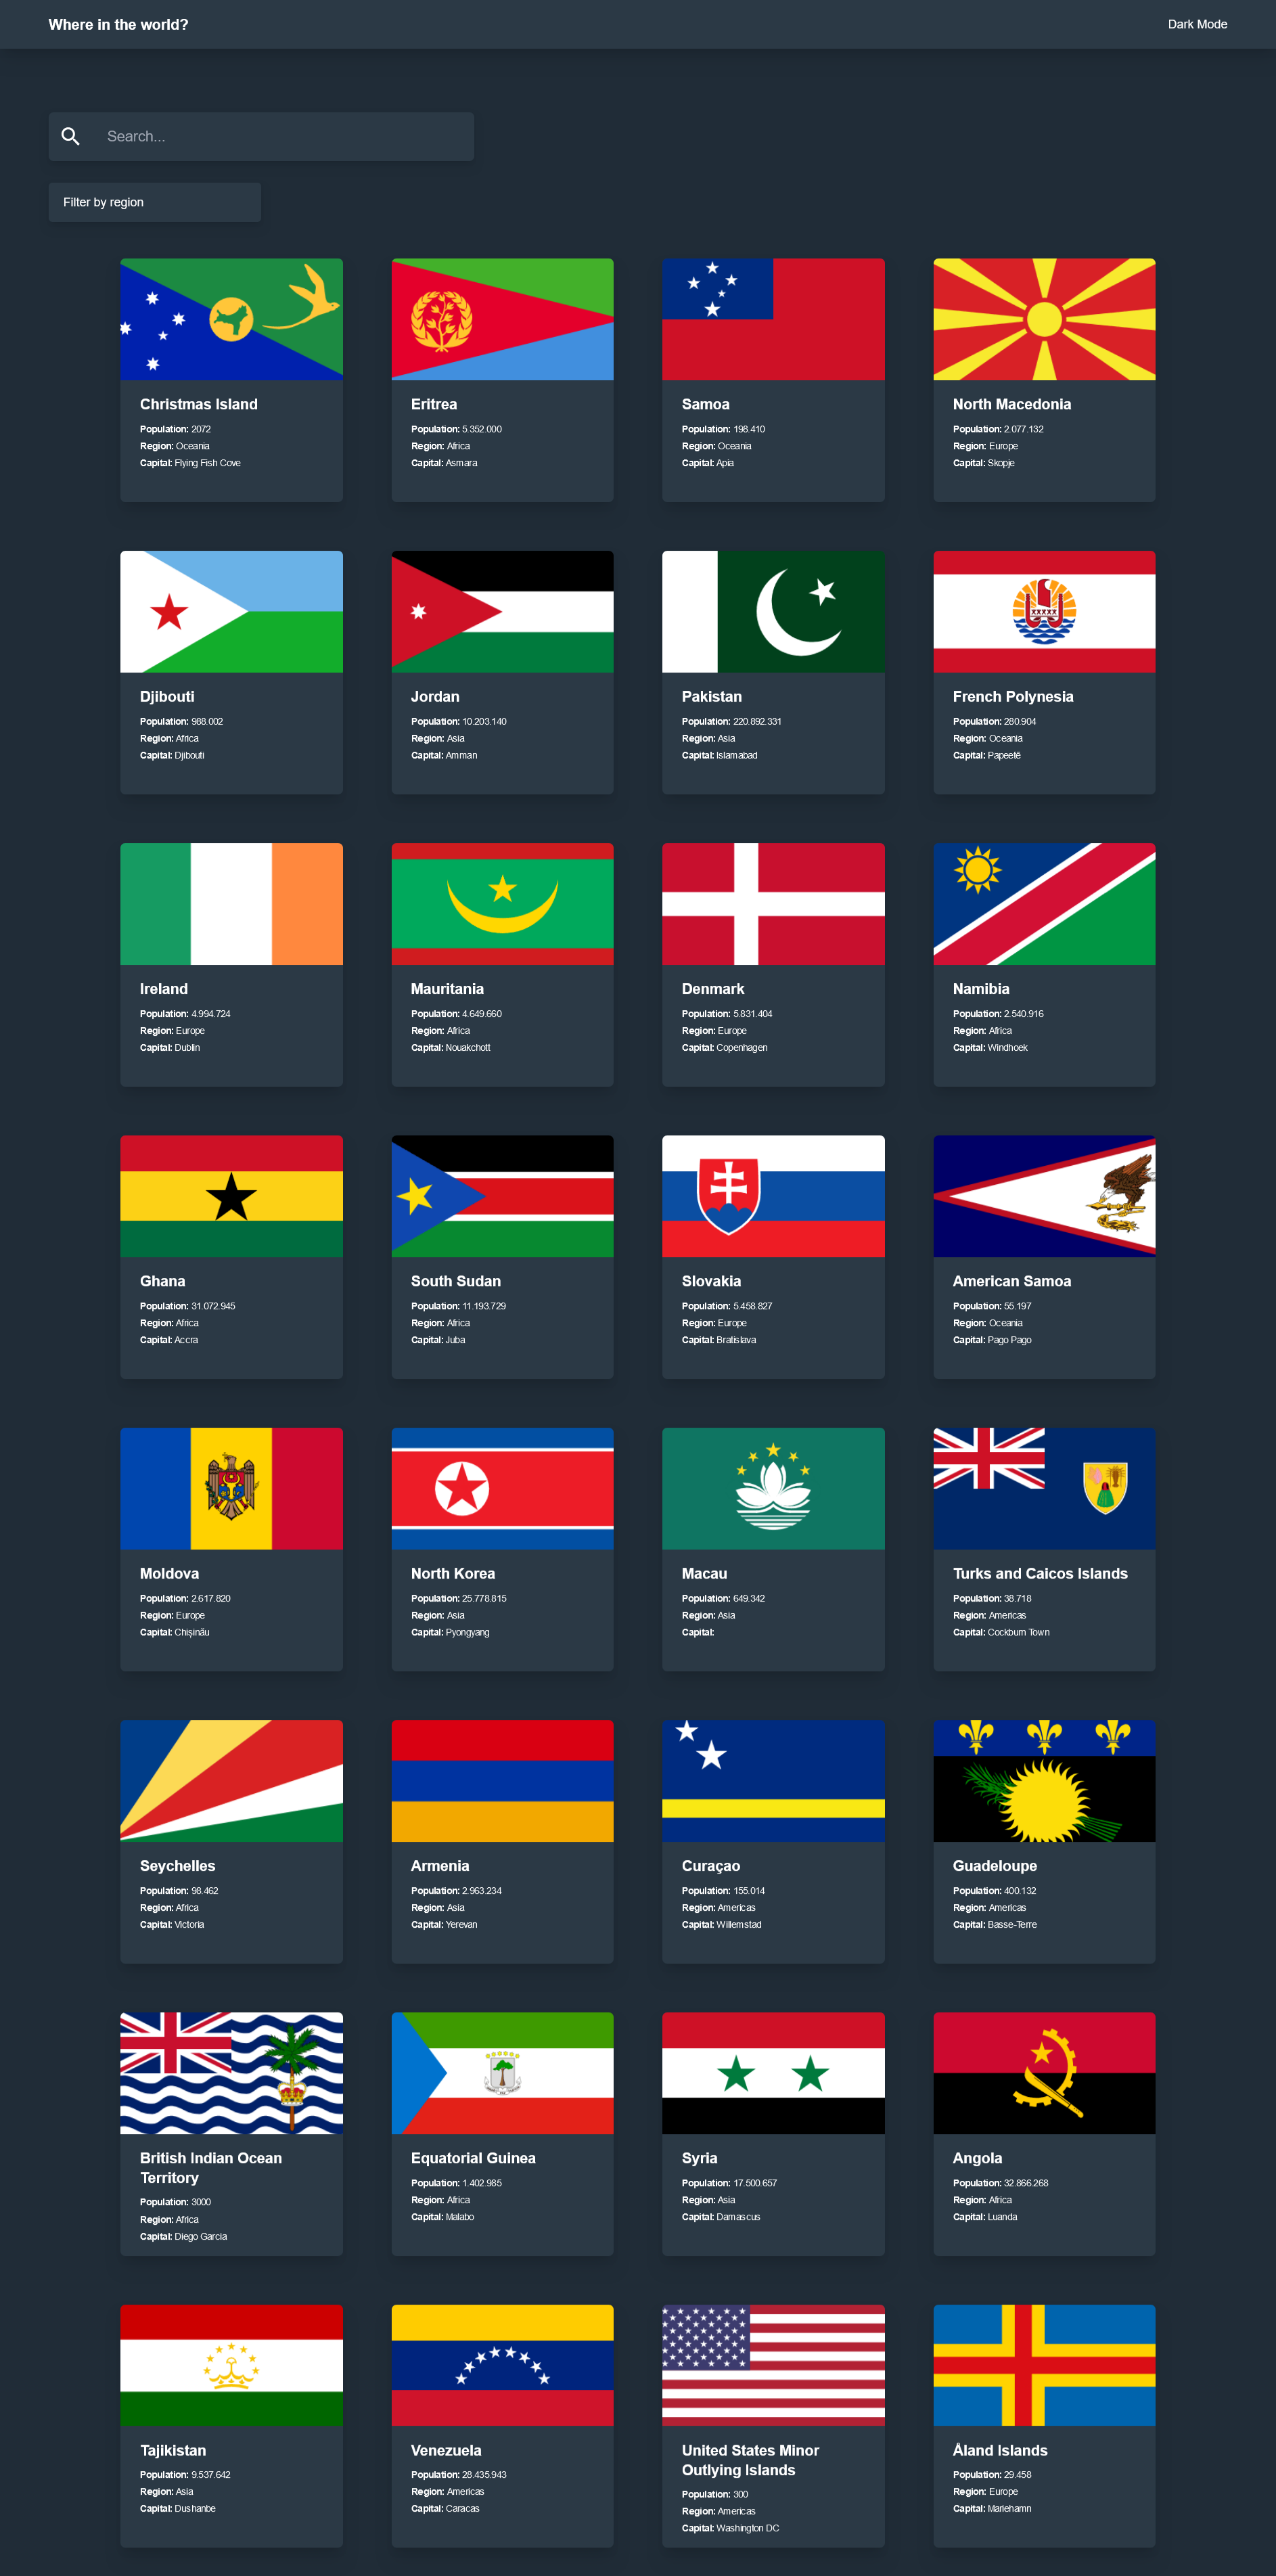 Where in the world?
Dark Mode
Search...
Filter by region
Christmas Island
Population: 2072
Region: Oceania
Capital: Flying Fish Cove
Eritrea
Population: 5.352.000
Region: Africa
Capital: Asmara
Samoa
Population: 198.410
Region: Oceania
Capital: Apia
North Macedonia
Population: 2.077.132
Region: Europe
Capital: Skopje
Djibouti
Population: 988.002
Region: Africa
Capital: Djibouti
Jordan
Population: 10.203.140
Region: Asia
Capital: Amman
Pakistan
Population: 220.892.331
Region: Asia
Capital: Islamabad
French Polynesia
Population: 280.904
Region: Oceania
Capital: Papeetē
Ireland
Population: 4.994.724
Region: Europe
Capital: Dublin
Mauritania
Population: 4.649.660
Region: Africa
Capital: Nouakchott
Denmark
Population: 5.831.404
Region: Europe
Capital: Copenhagen
Namibia
Population: 2.540.916
Region: Africa
Capital: Windhoek
Ghana
Population: 31.072.945
Region: Africa
Capital: Accra
South Sudan
Population: 11.193.729
Region: Africa
Capital: Juba
Slovakia
Population: 5.458.827
Region: Europe
Capital: Bratislava
American Samoa
Population: 55.197
Region: Oceania
Capital: Pago Pago
Moldova
Population: 2.617.820
Region: Europe
Capital: Chișinău
North Korea
Population: 25.778.815
Region: Asia
Capital: Pyongyang
Macau
Population: 649.342
Region: Asia
Capital:
Turks and Caicos Islands
Population: 38.718
Region: Americas
Capital: Cockburn Town
Seychelles
Population: 98.462
Region: Africa
Capital: Victoria
Armenia
Population: 2.963.234
Region: Asia
Capital: Yerevan
Curaçao
Population: 155.014
Region: Americas
Capital: Willemstad
Guadeloupe
Population: 400.132
Region: Americas
Capital: Basse-Terre
British Indian Ocean
Territory
Population: 3000
Region: Africa
Capital: Diego Garcia
Equatorial Guinea
Population: 1.402.985
Region: Africa
Capital: Malabo
Syria
Population: 17.500.657
Region: Asia
Capital: Damascus
Angola
Population: 32.866.268
Region: Africa
Capital: Luanda
Tajikistan
Population: 9.537.642
Region: Asia
Capital: Dushanbe
Venezuela
Population: 28.435.943
Region: Americas
Capital: Caracas
United States Minor
Outlying Islands
Population: 300
Region: Americas
Capital: Washington DC
Åland Islands
Population: 29.458
Region: Europe
Capital: Mariehamn